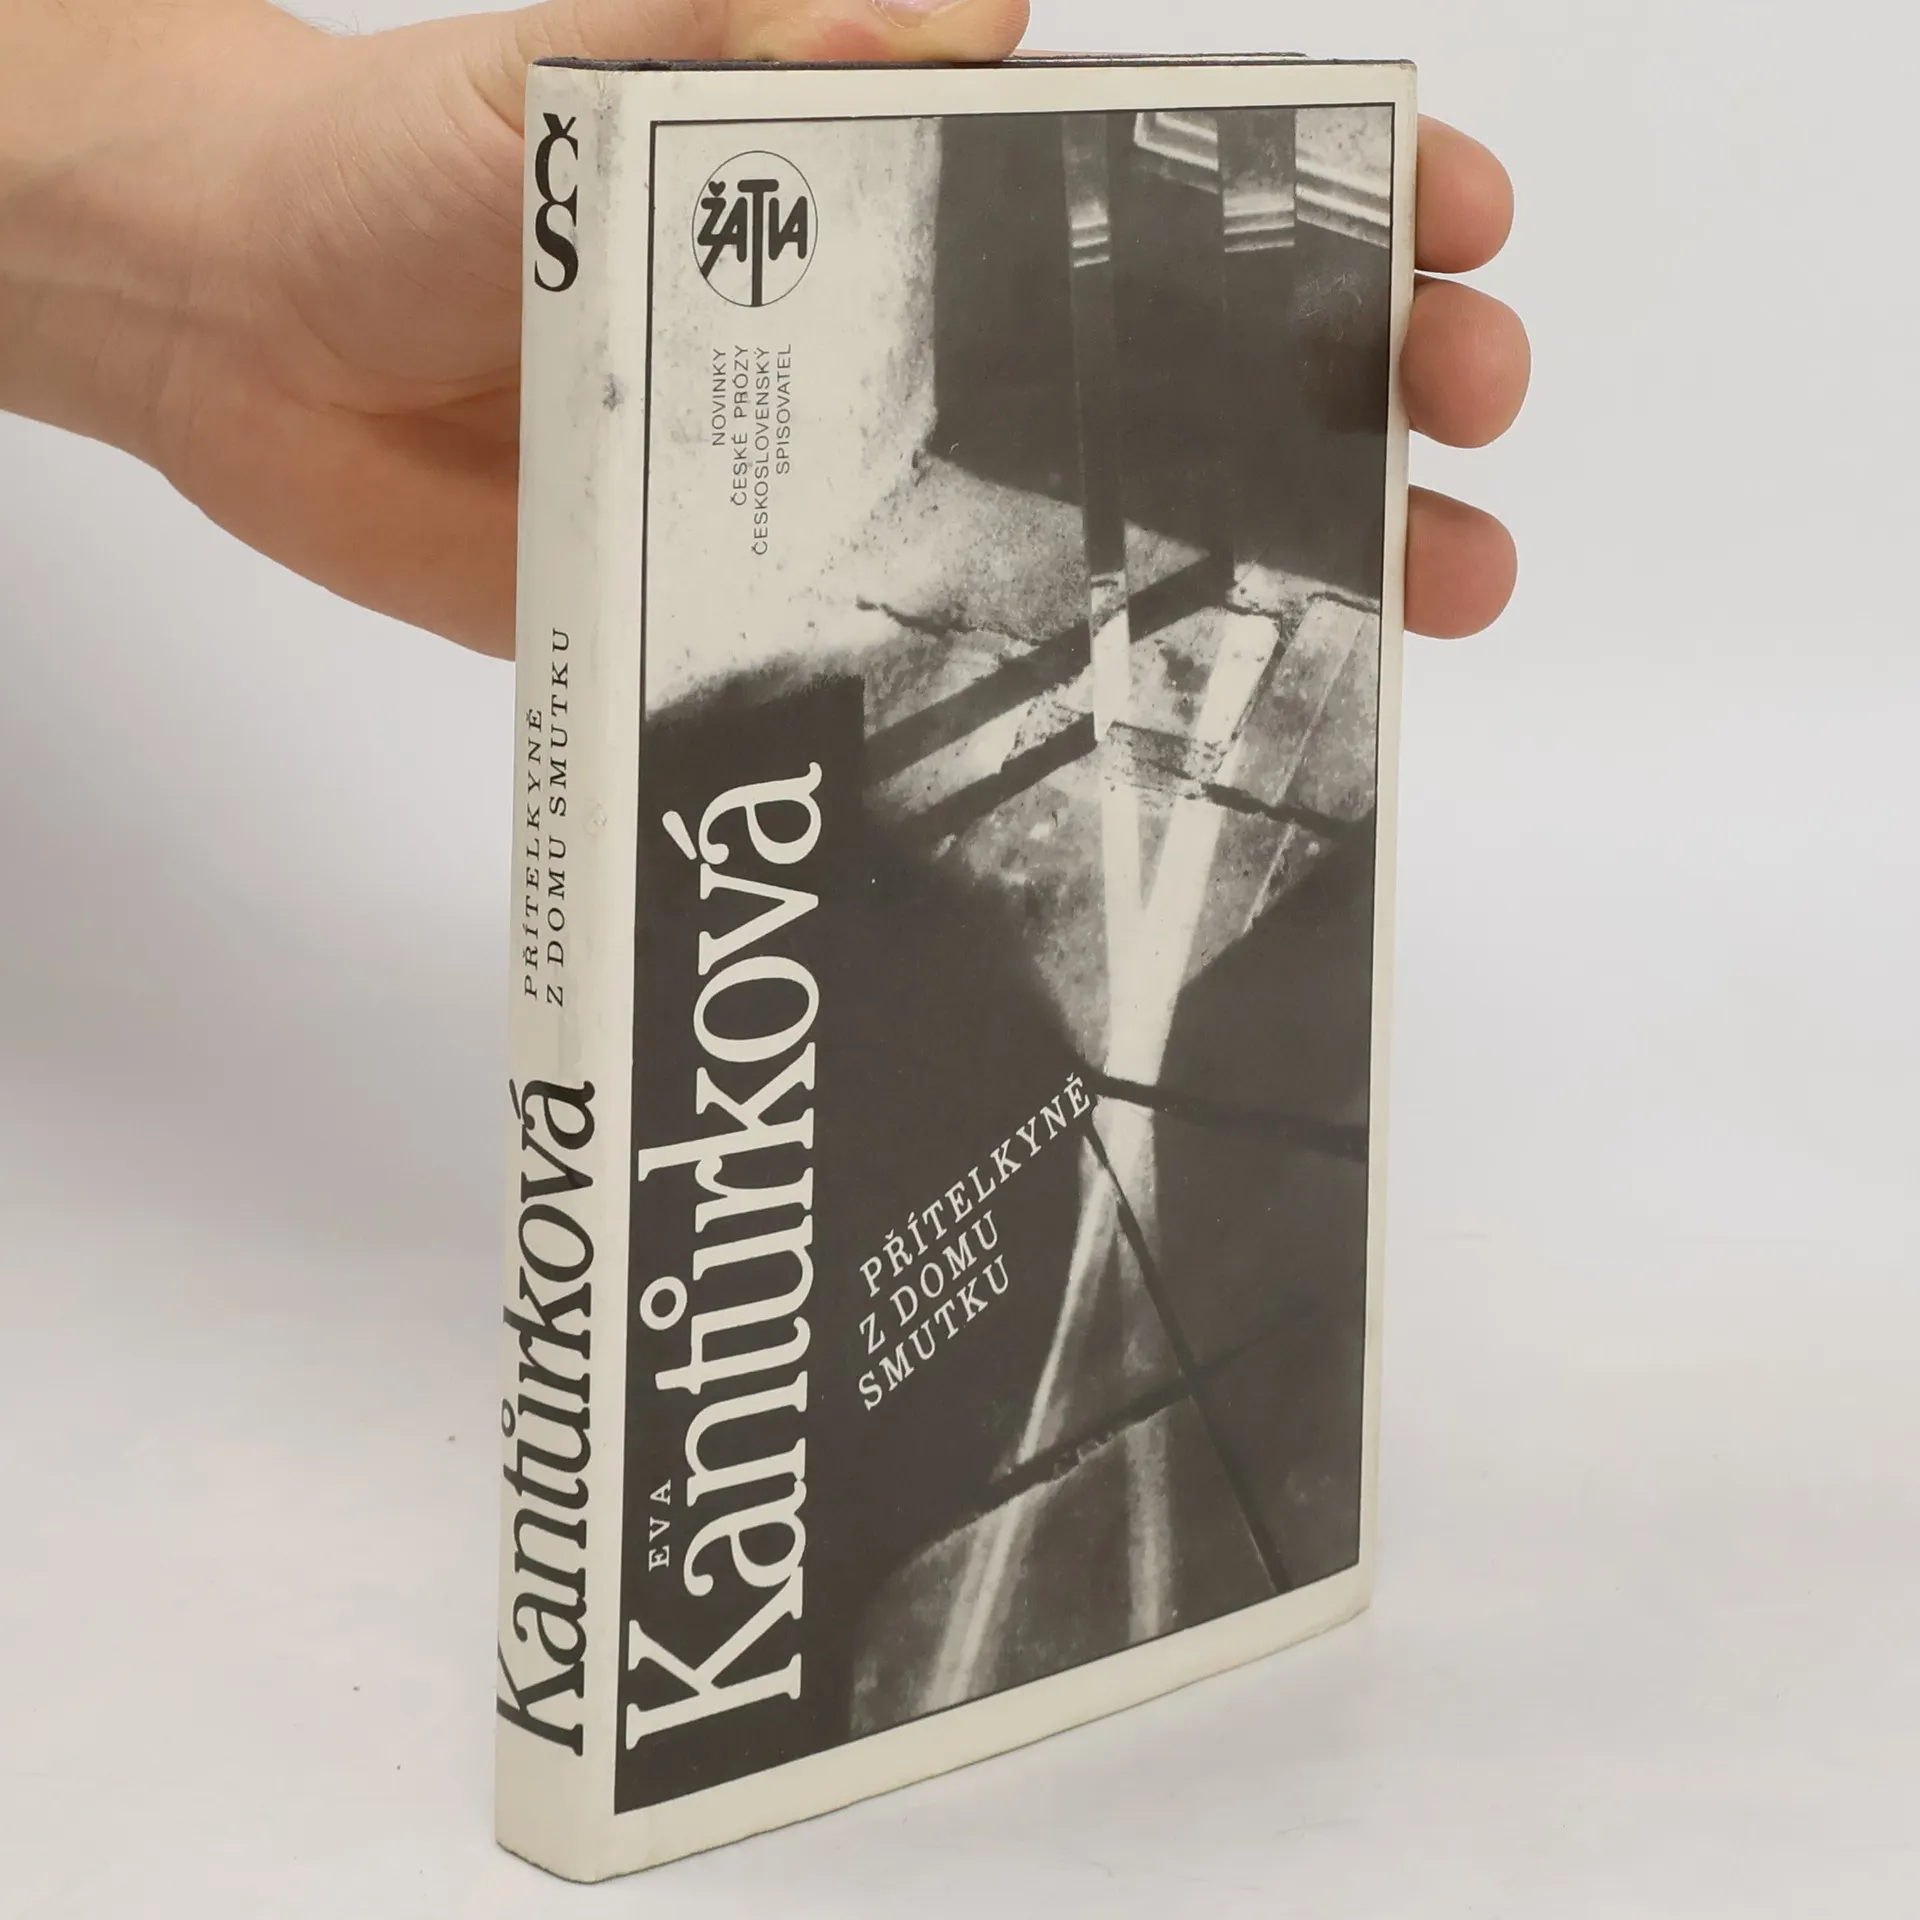 ČS
PŘÍTELKYNĚ
Z DOMU SMUTKU
Kantůrková
ŽATVA
NOVINKY
ČESKÉ PRÓZY
ČESKOSLOVENSKÝ
SPISOVATEL
EVA
Kantůrková
PŘÍTELKYNĚ
Z DOMU
SMUTKU